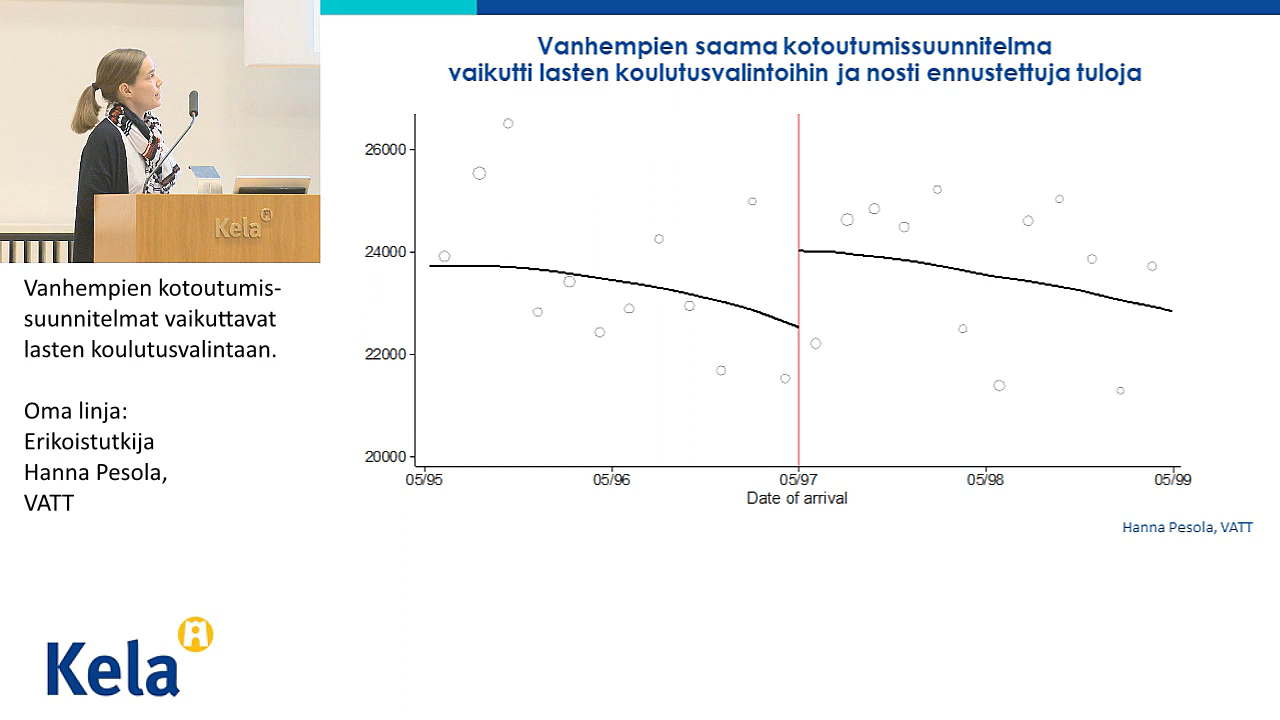 Vanhempien saama kotoutumissuunnitelma
vaikutti lasten koulutusvalintoihin ja nosti ennustettuja tuloja
Kela
Vanhempien kotoutumis-
suunnitelmat vaikuttavat
lasten koulutusvalintaan.
Oma linja:
Erikoistutkija
Hanna Pesola,
VATT
Kela
26000
24000
22000
20000
05/95
05/96
05/97
05/98
05/99
Date of arrival
Hanna Pesola, VATT